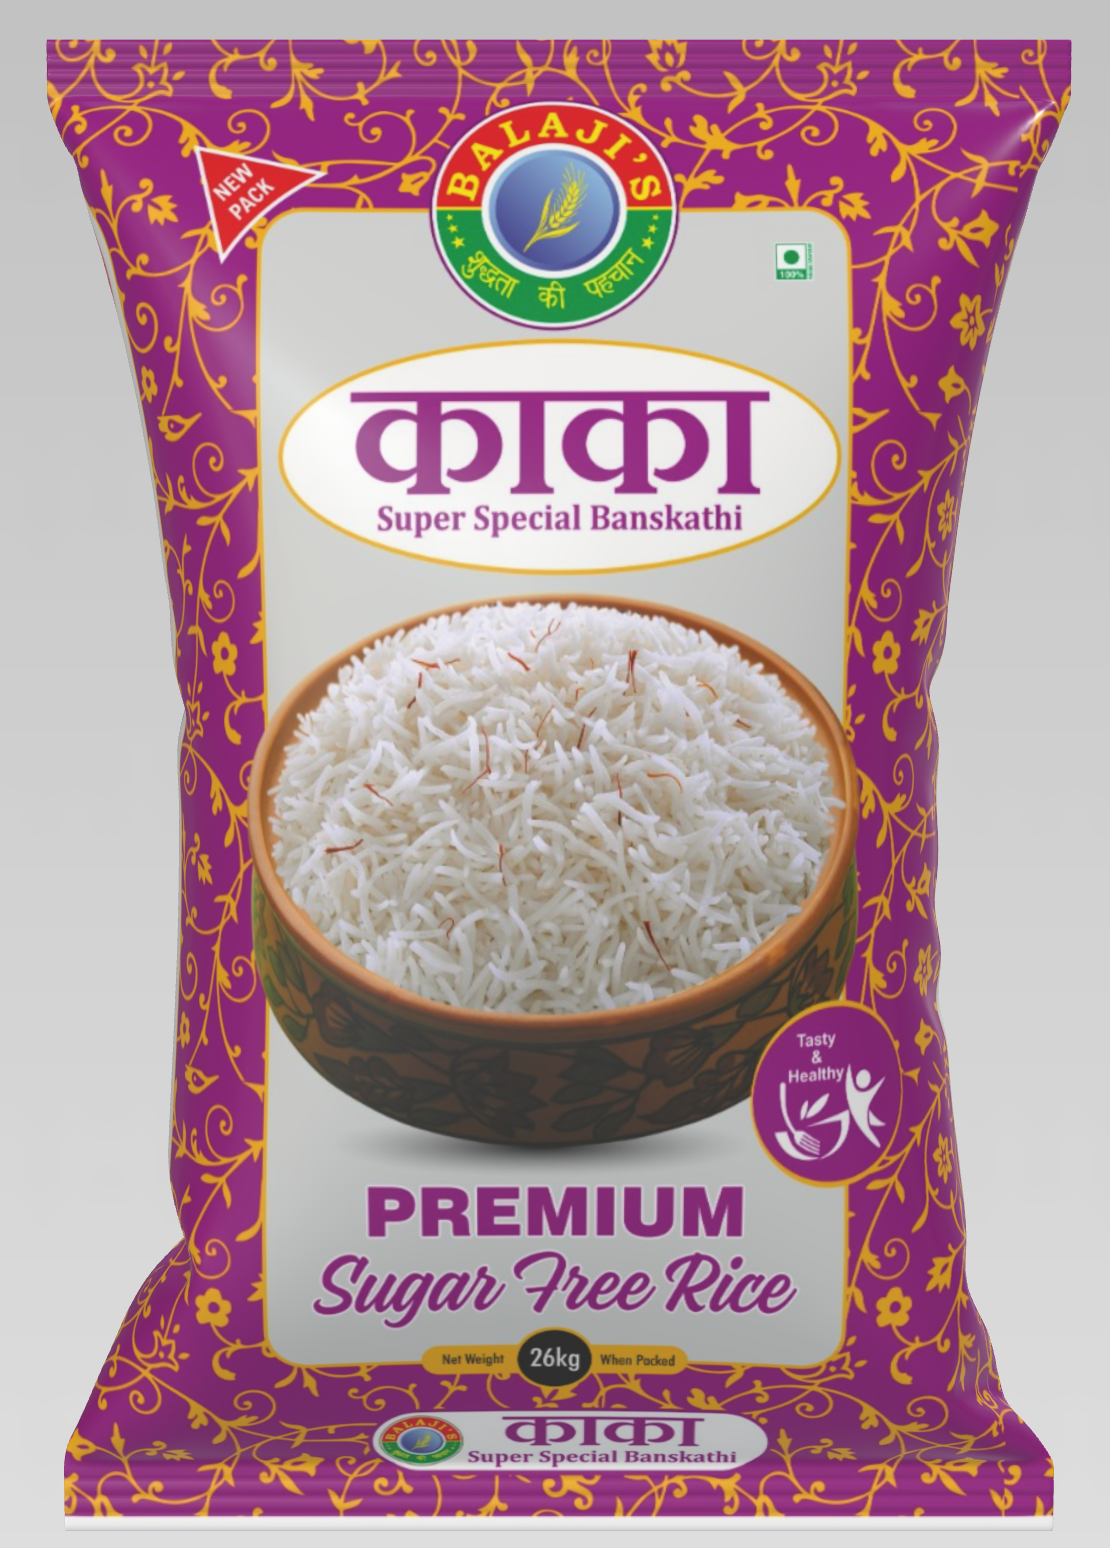 NEW
PACK
BALAJI'S
शुद्धता की पहचान
100%
काका
Super Special Banskathi
Tasty
&
Healthy
PREMIUM
Sugar Free Rice
Net Weight 26kg When Packed
BALAJI'S
काका
Super Special Banskathi